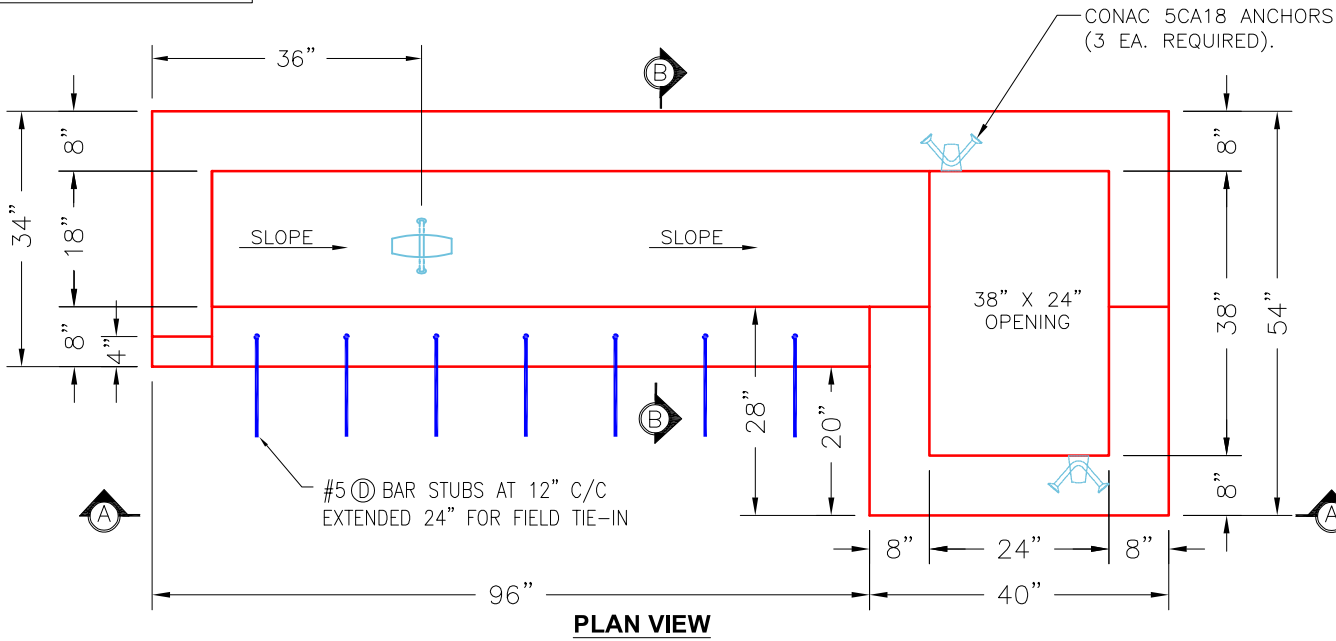 CONAC 5CA18 ANCHORS
(3 EA. REQUIRED).
36"
B
8"
8"
34"
18"
SLOPE
SLOPE
38" X 24"
OPENING
38"
54"
8"
4"
28"
20"
B
#5 D BAR STUBS AT 12" C/C
EXTENDED 24" FOR FIELD TIE-IN
8"
A
A
8"
24"
8"
96"
40"
PLAN VIEW